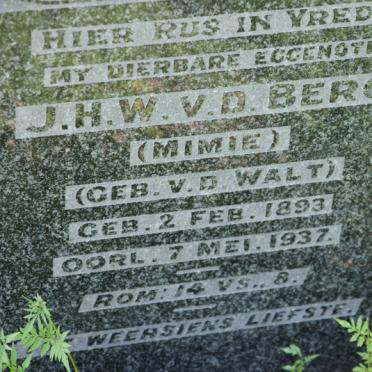 HIER RUS IN VREDE
MY DIERBARE EGGENOTE
J.H.W. V.D. BERG
(MIMIE)
(GEB. V.D. WALT)
GEB. 2 FEB. 1893
OORL. 7 MEI. 1937.
ROM: 14 VS., 8
WEERSIENS LIEFSTE